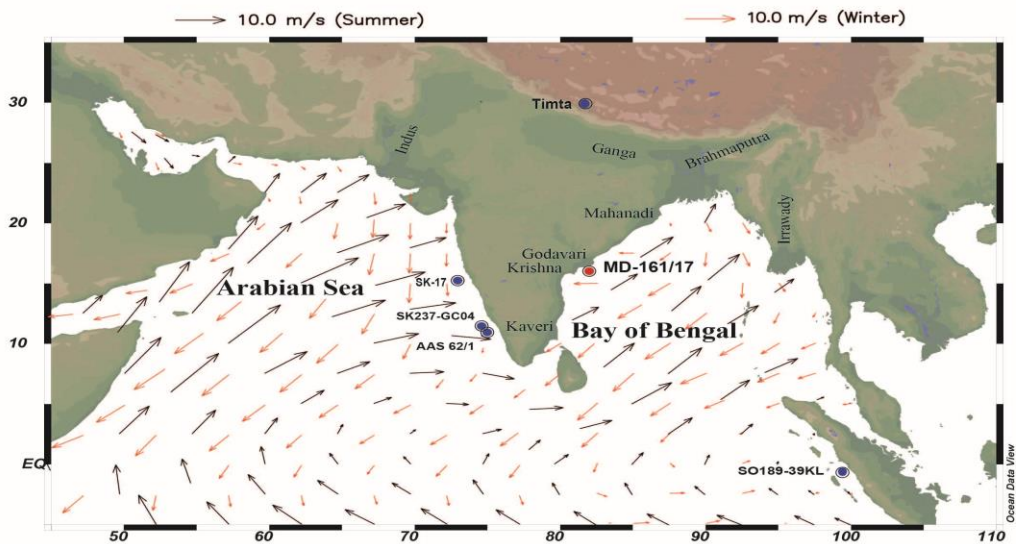 10.0 m/s (Summer)
10.0 m/s (Winter)
30
20
10
EQ
Timta
Indus
Ganga
Brahmaputra
Mahanadi
Irrawady
Godavari
Krishna
MD-161/17
SK-17
Arabian Sea
SK237-GC04
Kaveri
Bay of Bengal
AAS 62/1
SO189-39KL
Ocean Data View
50
60
70
80
90
100
110